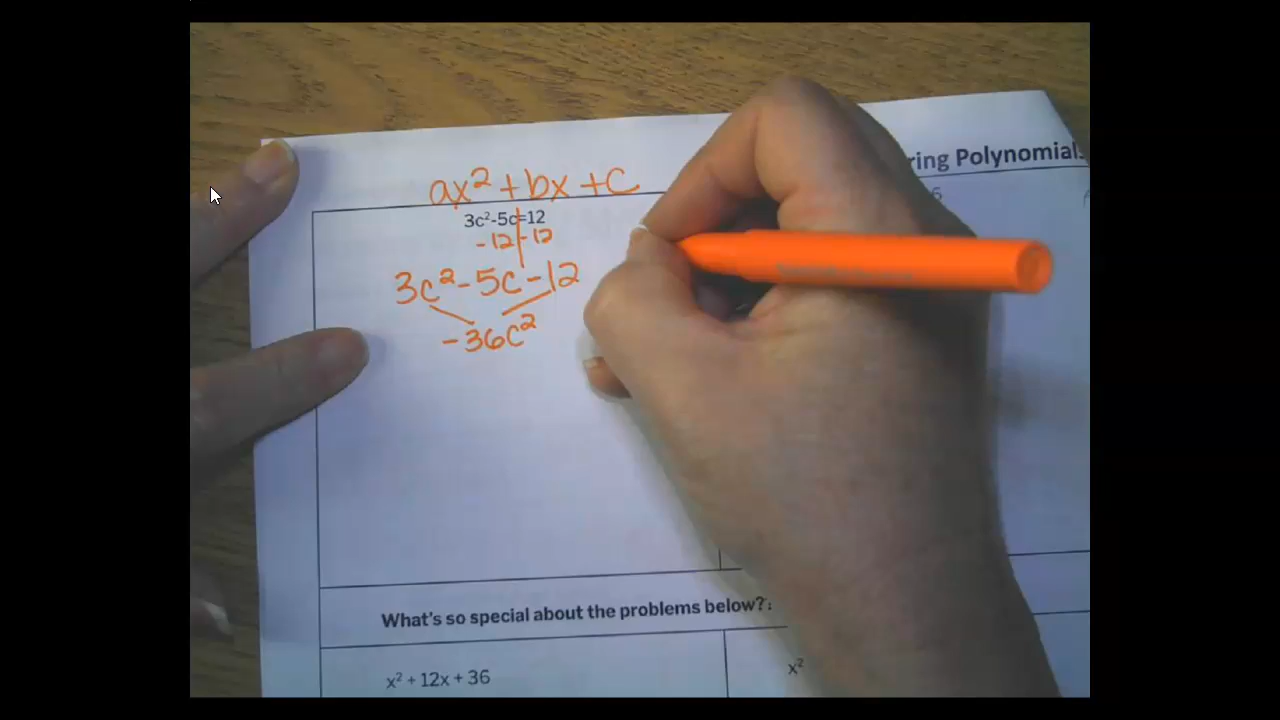 ring Polynomials
ax² + bx + c
3c²-5c=12
-12 -12
3c² - 5c - 12
-36c²
What's so special about the problems below?:
x² + 12x + 36
x²